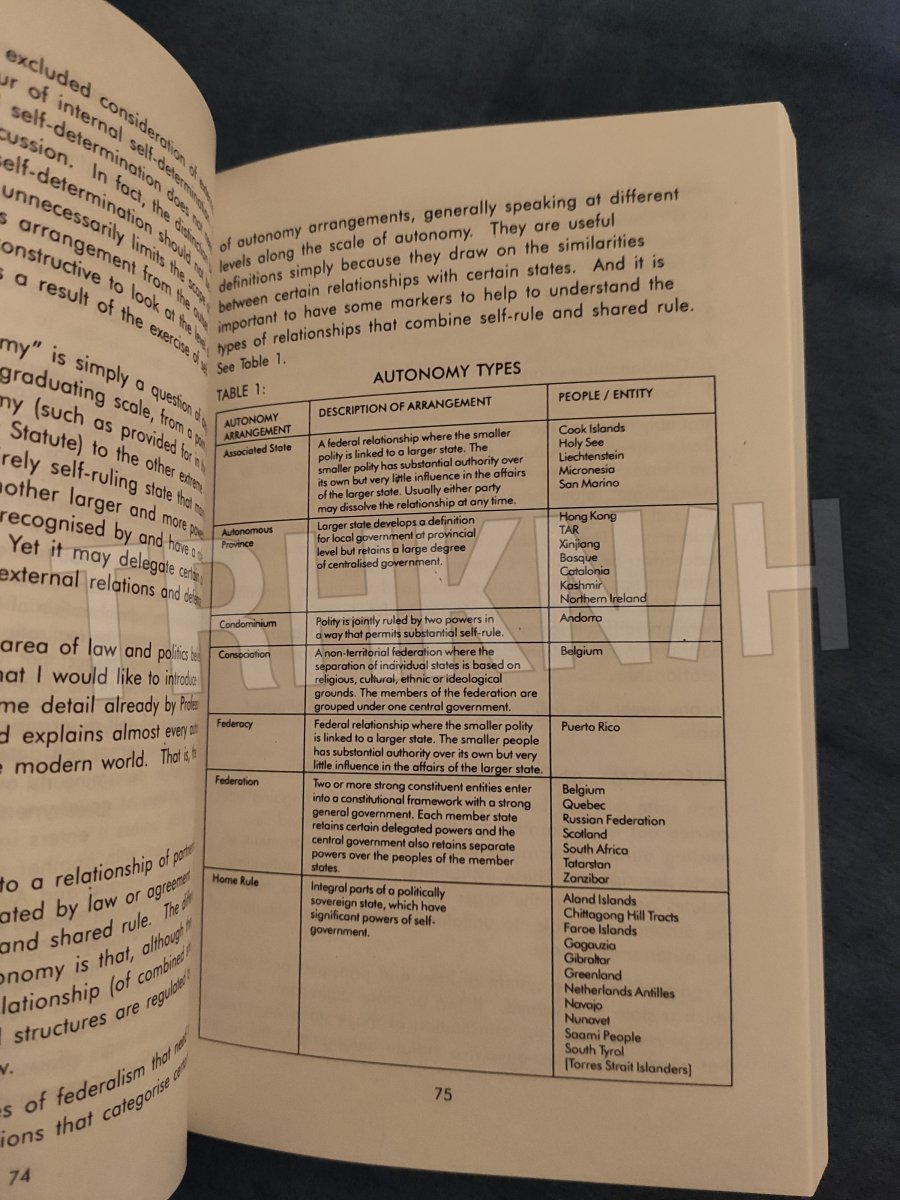 excluded consideration of
of internal self-determination
self-determination does not
In fact, the distinction
self-determination should not
unnecessarily limits the scope
arrangement from the
constructive to look at the level
as a result of the exercise of
is simply a question of
graduating scale, from a
(such as provided for in
Statute) to the other extreme
self-ruling state that
another larger and more
recognised by and have a
Yet it may delegate certain
external relations and
area of law and politics
I would like to introduce
detail already by
explains almost every
modern world. That is, the
to a relationship of
by law or agreement
and shared rule. The
is that, although
(of combined
structures are regulated
of federalism that
that categorise
74
of autonomy arrangements, generally speaking at different
levels along the scale of autonomy. They are useful
definitions simply because they draw on the similarities
between certain relationships with certain states. And it is
important to have some markers to help to understand the
types of relationships that combine self-rule and shared rule.
See Table 1.
TABLE 1:
AUTONOMY TYPES
AUTONOMY
ARRANGEMENT
DESCRIPTION OF ARRANGEMENT
PEOPLE / ENTITY
Associated State
A federal relationship where the smaller
polity is linked to a larger state. The
smaller polity has substantial authority over
its own but very little influence in the affairs
of the larger state. Usually either party
may dissolve the relationship at any time.
Cook Islands
Holy See
Liechtenstein
Micronesia
San Marino
Autonomous
Province
Larger state develops a definition
for local government at provincial
level but retains a large degree
of centralised government.
Hong Kong
TAR
Xinjiang
Basque
Catalonia
Kashmir
Northern Ireland
Condominium
Polity is jointly ruled by two powers in
a way that permits substantial self-rule.
Andorra
Consociation
A non-territorial federation where the
separation of individual states is based on
religious, cultural, ethnic or ideological
grounds. The members of the federation are
grouped under one central government.
Belgium
Federacy
Federal relationship where the smaller polity
is linked to a larger state. The smaller people
has substantial authority over its own but very
little influence in the affairs of the larger state.
Puerto Rico
Federation
Two or more strong constituent entities enter
into a constitutional framework with a strong
general government. Each member state
retains certain delegated powers and the
central government also retains separate
powers over the peoples of the member
states.
Belgium
Quebec
Russian Federation
Scotland
South Africa
Tatarstan
Zanzibar
Home Rule
Integral parts of a politically
sovereign state, which have
significant powers of self-
government.
Aland Islands
Chittagong Hill Tracts
Faroe Islands
Gagauzia
Gibraltar
Greenland
Netherlands Antilles
Navajo
Nunavet
Saami People
South Tyrol
[Torres Strait Islanders]
75
TRHKN/H